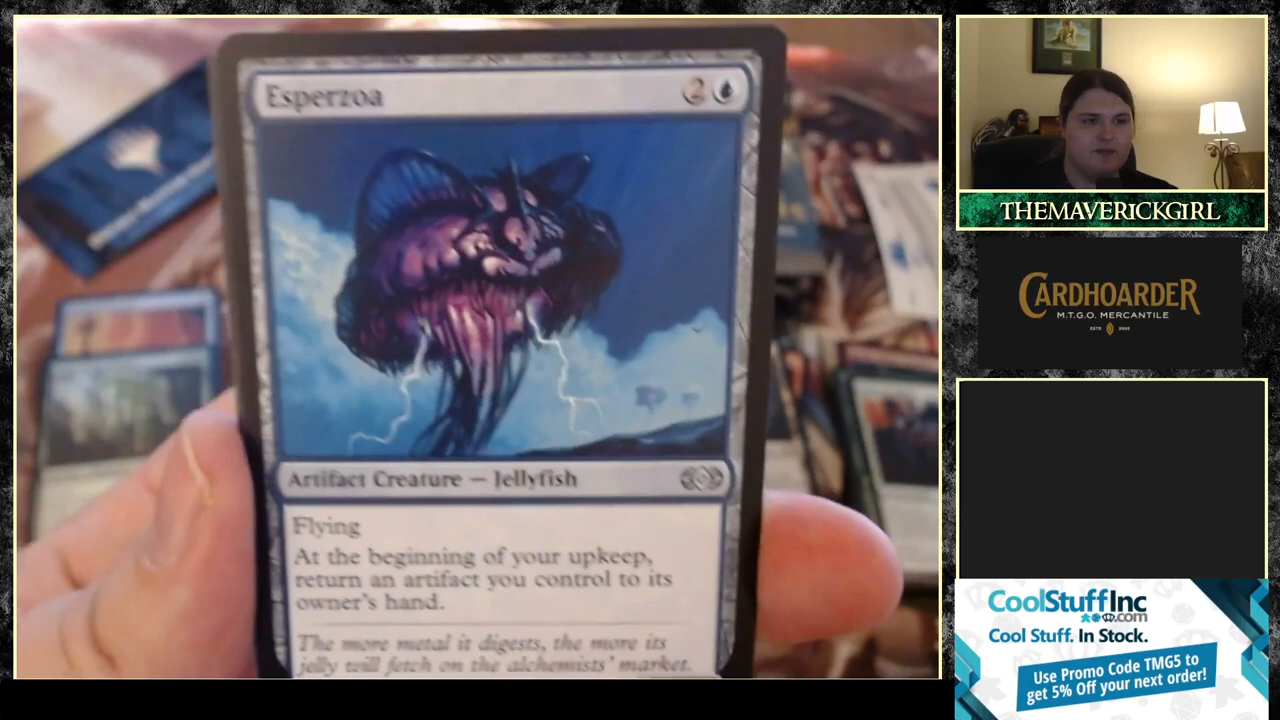 Esperzoa
2
Artifact Creature — Jellyfish
Flying
At the beginning of your upkeep,
return an artifact you control to its
owner's hand.
The more metal it digests, the more its
jelly will fetch on the alchemists' market.
THEMAVERICKGIRL
CARDHOARDER
M.T.G.O. MERCANTILE
CoolStuffInc
.com
Cool Stuff. In Stock.
Use Promo Code TMG5 to
get 5% Off your next order!